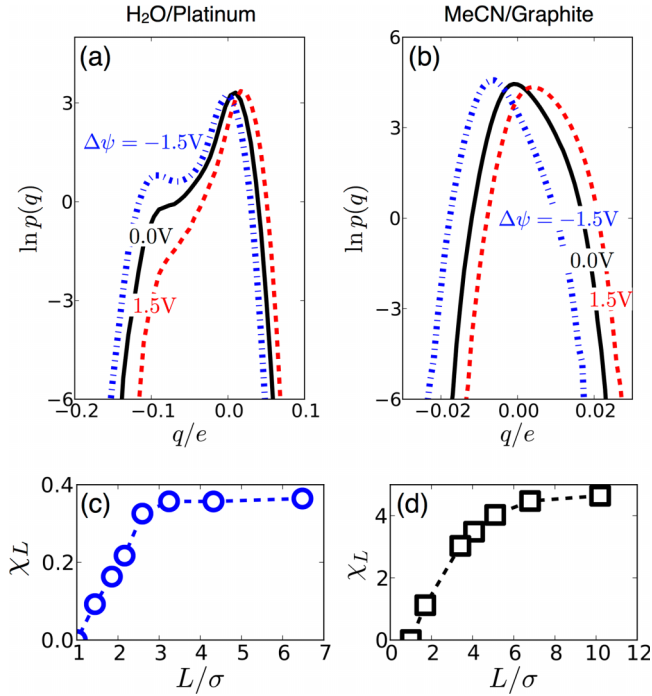 H₂O/Platinum
MeCN/Graphite
(a)
ln p(q)
3
0
−3
−6
Δψ = −1.5V
0.0V
1.5V
−0.2
−0.1
0.0
0.1
q/e
(b)
ln p(q)
6
3
0
−3
−6
Δψ = −1.5V
0.0V
1.5V
−0.02
0.00
0.02
q/e
(c)
χ_L
0.4
0.2
0.0
1 2 3 4 5 6 7
L/σ
(d)
χ_L
4
2
0
0 2 4 6 8 10 12
L/σ